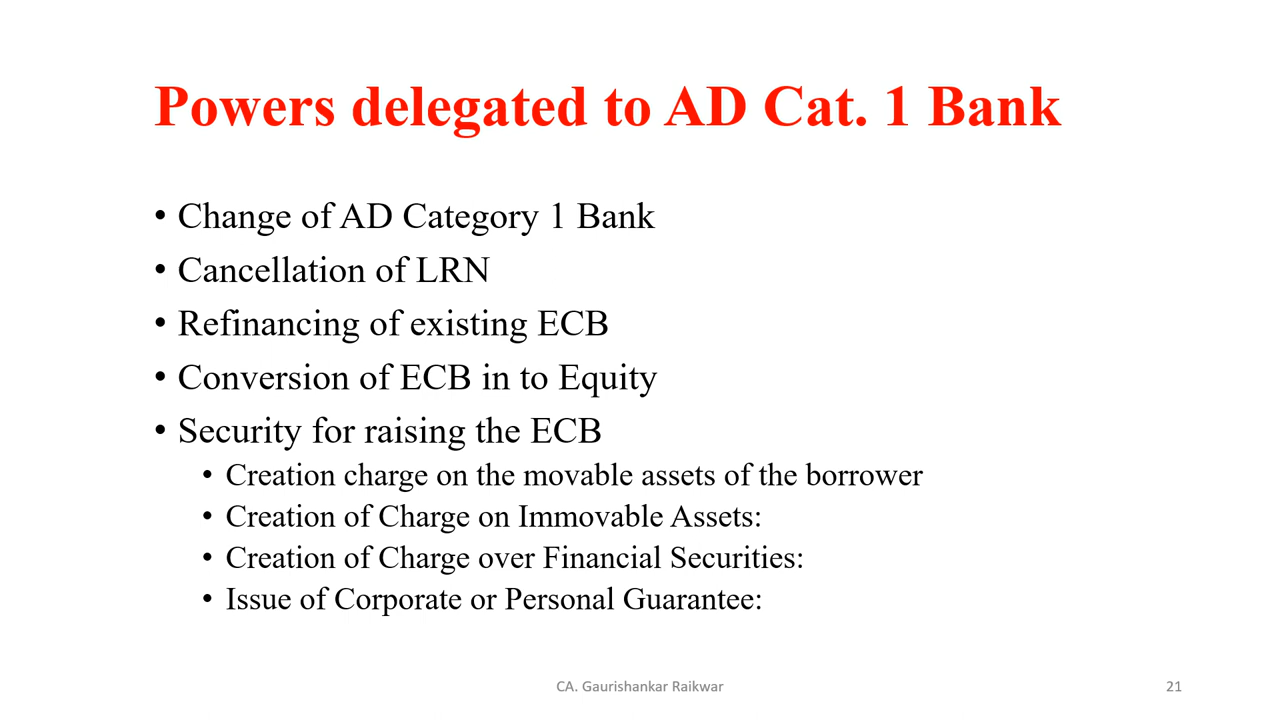 Powers delegated to AD Cat. 1 Bank
• Change of AD Category 1 Bank
• Cancellation of LRN
• Refinancing of existing ECB
• Conversion of ECB in to Equity
• Security for raising the ECB
• Creation charge on the movable assets of the borrower
• Creation of Charge on Immovable Assets:
• Creation of Charge over Financial Securities:
• Issue of Corporate or Personal Guarantee:
CA. Gaurishankar Raikwar
21